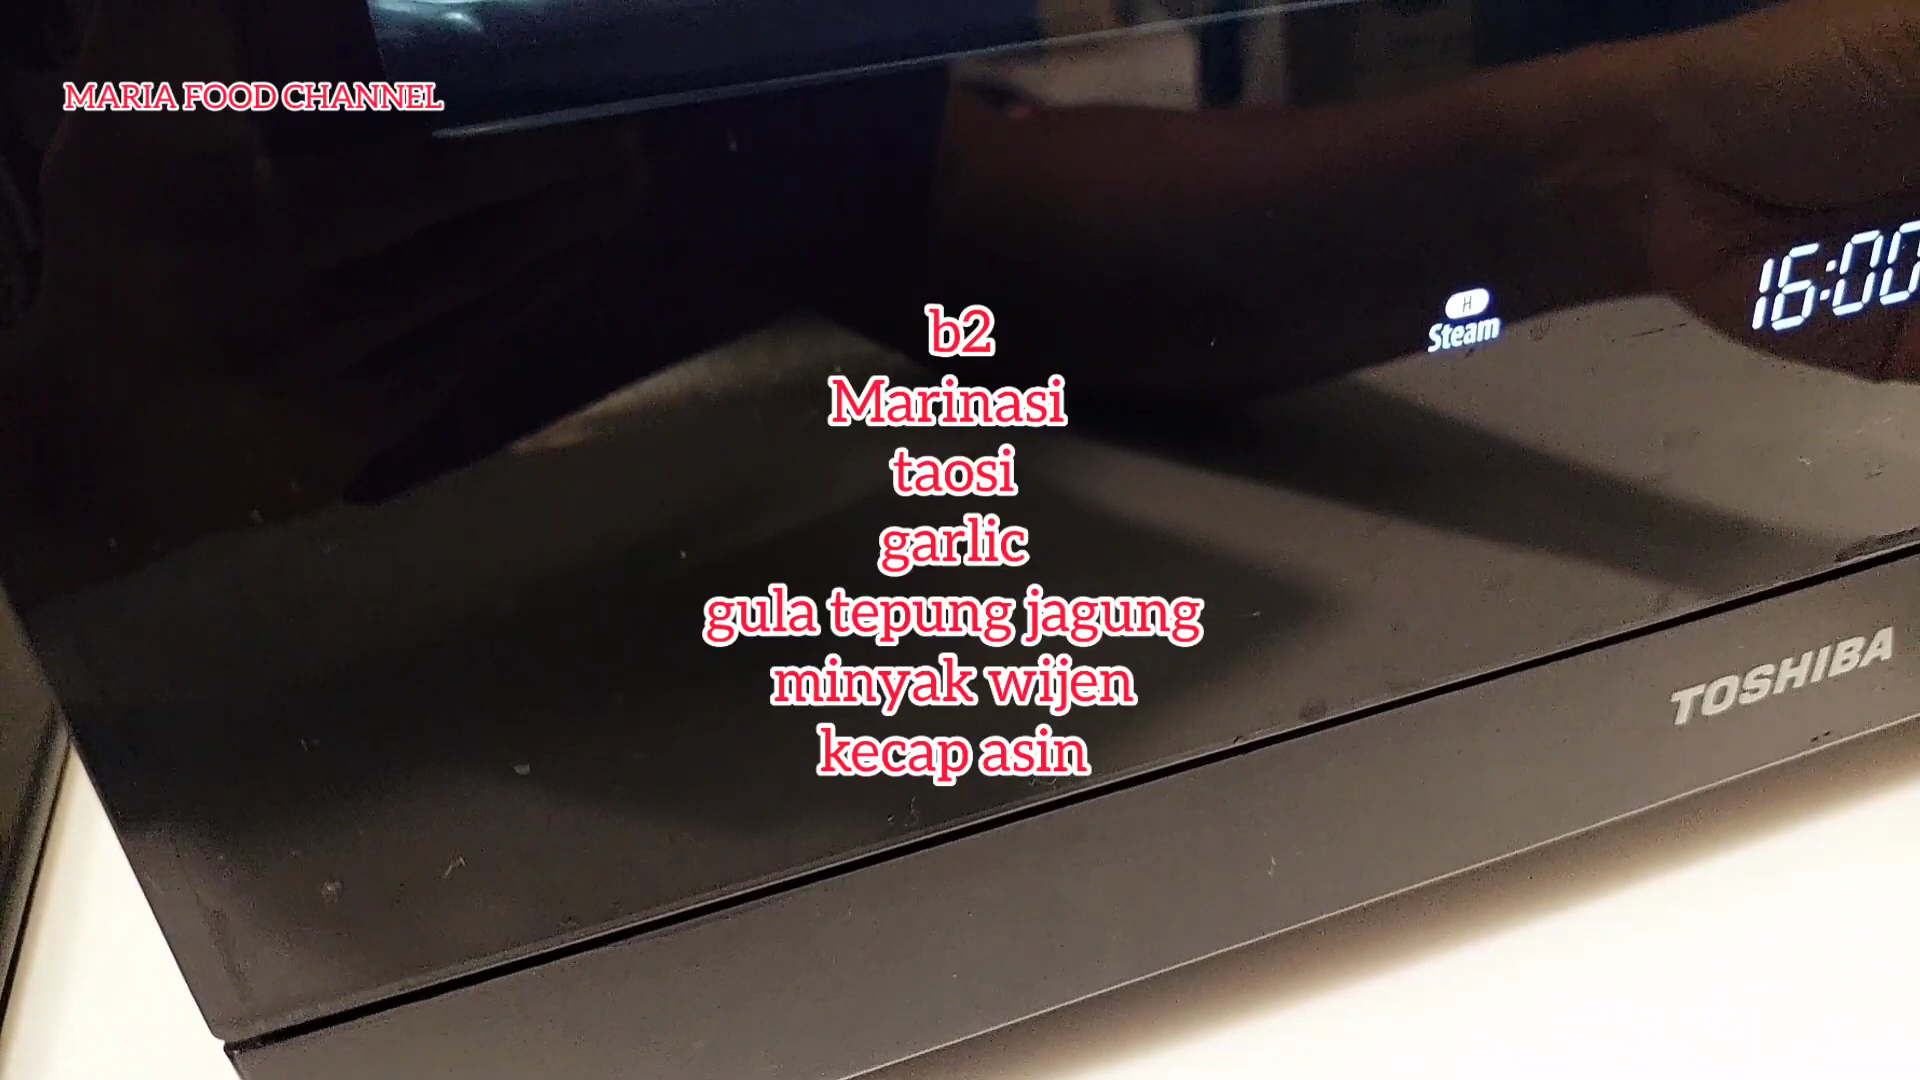 MARIA FOOD CHANNEL
H
Steam
16:00
b2
Marinasi
taosi
garlic
gula tepung jagung
minyak wijen
kecap asin
TOSHIBA